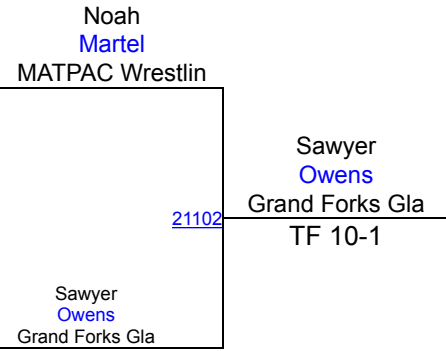 Noah
Martel
MATPAC Wrestlin
Sawyer
Owens
Grand Forks Gla
21102
TF 10-1
Sawyer
Owens
Grand Forks Gla